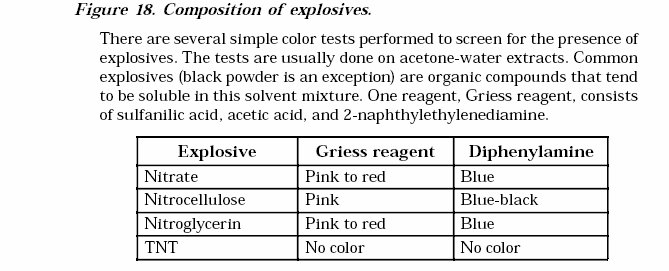 Figure 18. Composition of explosives.
There are several simple color tests performed to screen for the presence of
explosives. The tests are usually done on acetone-water extracts. Common
explosives (black powder is an exception) are organic compounds that tend
to be soluble in this solvent mixture. One reagent, Griess reagent, consists
of sulfanilic acid, acetic acid, and 2-naphthylethylenediamine.
Explosive Griess reagent Diphenylamine
Nitrate Pink to red Blue
Nitrocellulose Pink Blue-black
Nitroglycerin Pink to red Blue
TNT No color No color